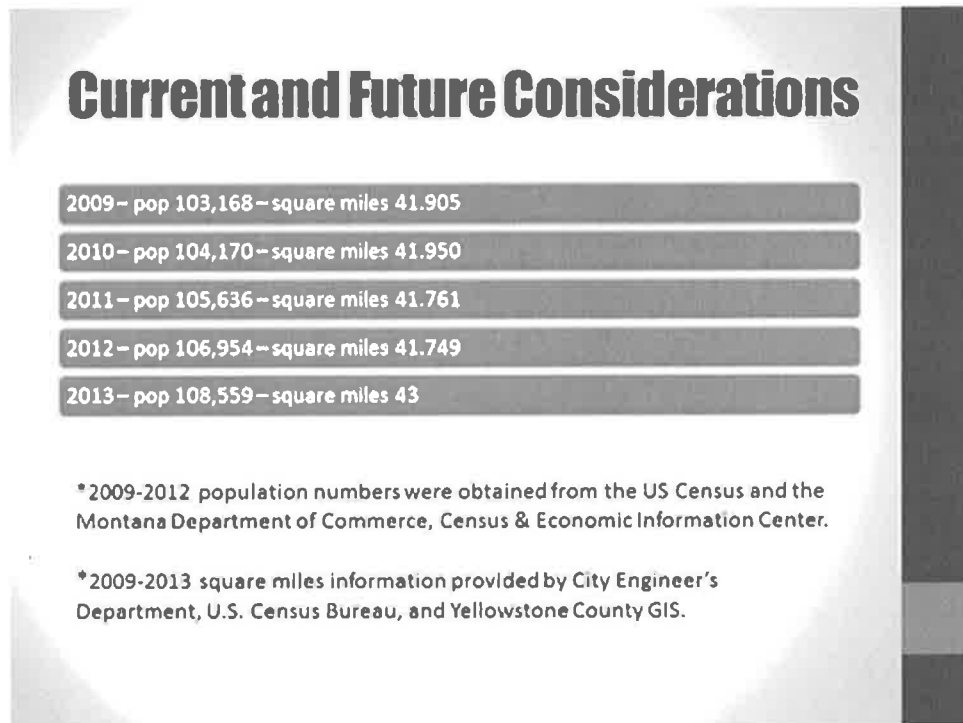 Current and Future Considerations
2009 – pop 103,168 – square miles 41.905
2010 – pop 104,170 – square miles 41.950
2011 – pop 105,636 – square miles 41.761
2012 – pop 106,954 – square miles 41.749
2013 – pop 108,559 – square miles 43
*2009-2012 population numbers were obtained from the US Census and the
Montana Department of Commerce, Census & Economic Information Center.
*2009-2013 square miles information provided by City Engineer's
Department, U.S. Census Bureau, and Yellowstone County GIS.